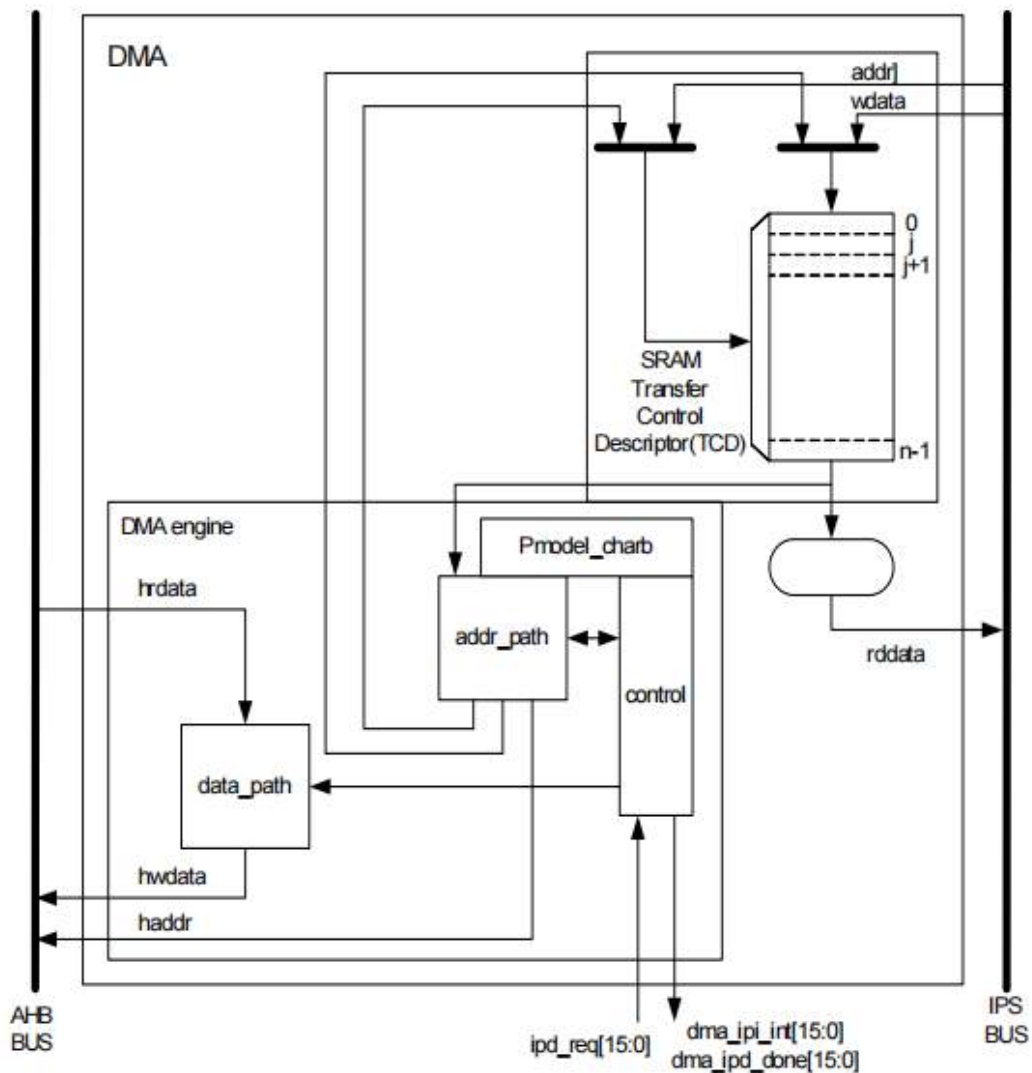 DMA
addr]
wdata
0
j
j+1
SRAM
Transfer
Control
Descriptor(TCD)
n-1
DMA engine
Pmodel_charb
hrdata
addr_path
rddata
control
data_path
hwdata
haddr
AHB
BUS
IPS
BUS
ipd_req[15:0]
dma_ipi_int[15:0]
dma_ipd_done[15:0]